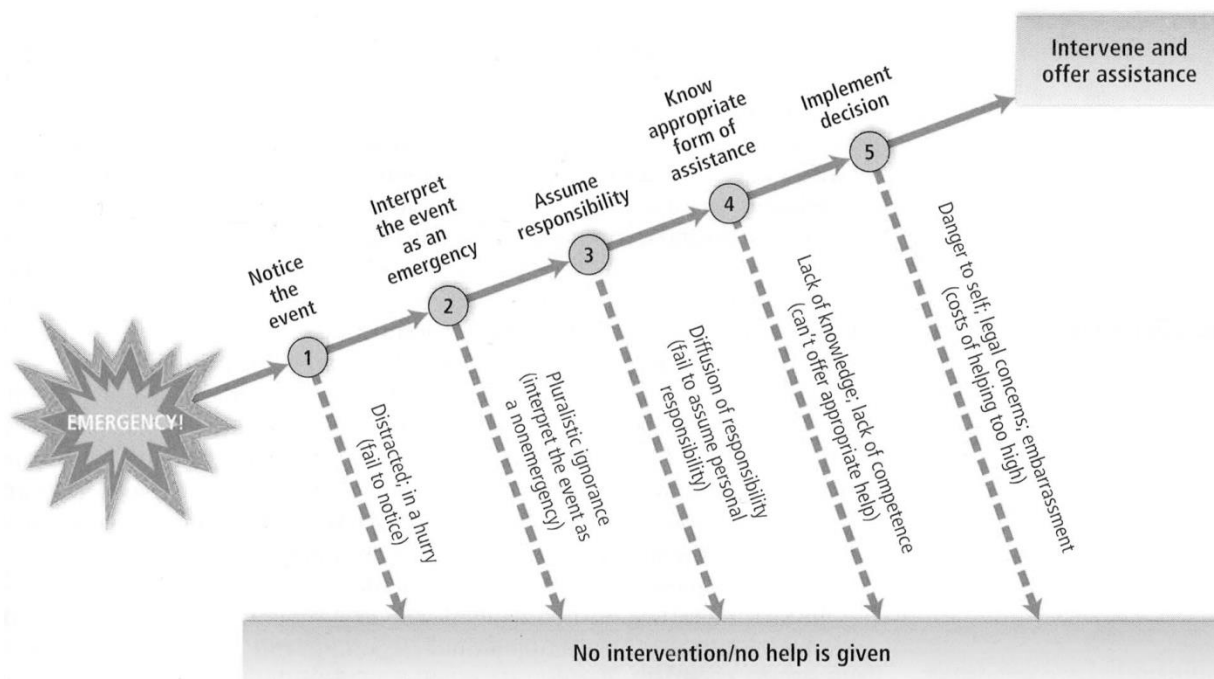 Intervene and
offer assistance
Implement
decision
Know
appropriate
form of
assistance
Assume
responsibility
Interpret
the event
as an
emergency
Notice
the
event
EMERGENCY!
1
2
3
4
5
Distracted; in a hurry
(fail to notice)
Pluralistic ignorance
(interpret the event as
a nonemergency)
Diffusion of responsibility
(fail to assume personal
responsibility)
Lack of knowledge; lack of competence
(can't offer appropriate help)
Danger to self; legal concerns; embarrassment
(costs of helping too high)
No intervention/no help is given